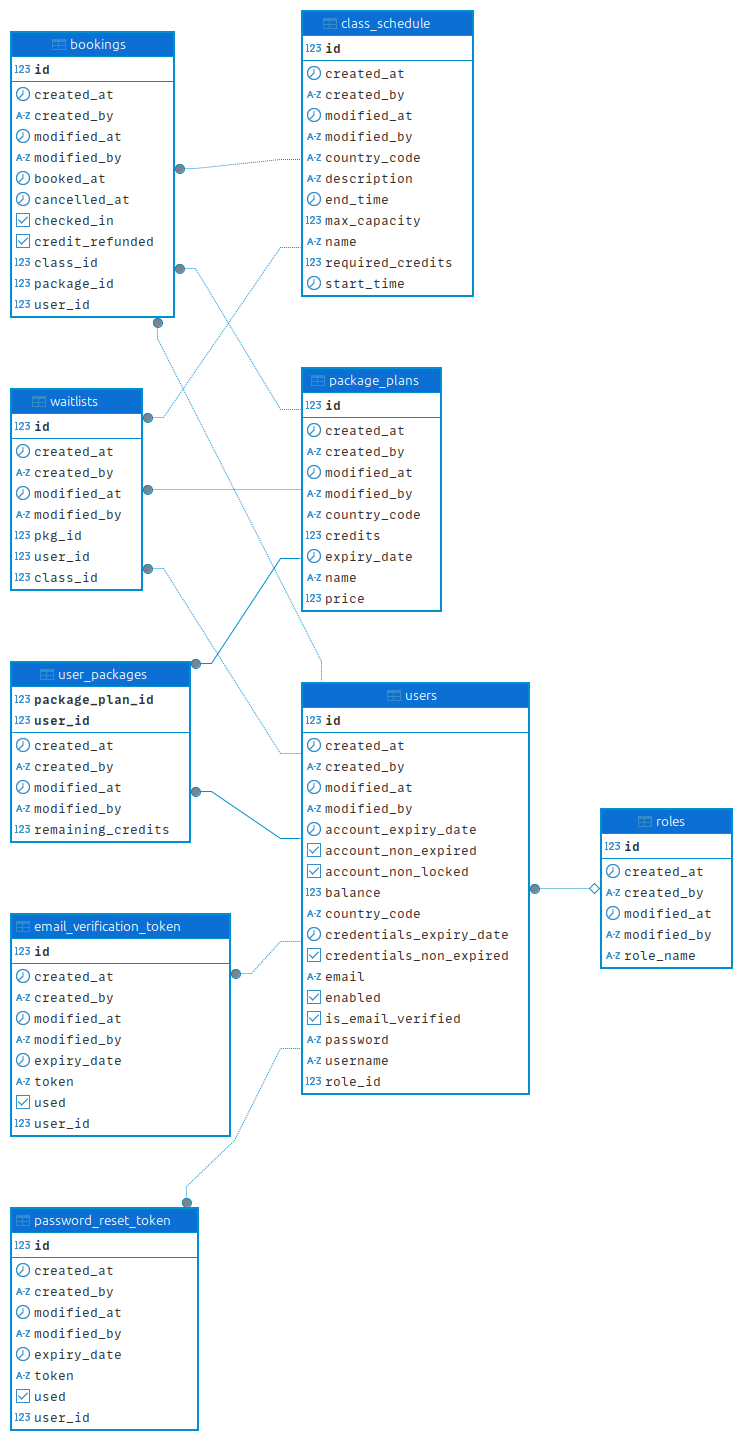 bookings
123 id
created_at
A-Z created_by
modified_at
A-Z modified_by
booked_at
cancelled_at
checked_in
credit_refunded
123 class_id
123 package_id
123 user_id
class_schedule
123 id
created_at
A-Z created_by
modified_at
A-Z modified_by
A-Z country_code
A-Z description
end_time
123 max_capacity
A-Z name
123 required_credits
start_time
waitlists
123 id
created_at
A-Z created_by
modified_at
A-Z modified_by
123 pkg_id
123 user_id
123 class_id
package_plans
123 id
created_at
A-Z created_by
modified_at
A-Z modified_by
A-Z country_code
123 credits
expiry_date
A-Z name
123 price
user_packages
123 package_plan_id
123 user_id
created_at
A-Z created_by
modified_at
A-Z modified_by
123 remaining_credits
users
123 id
created_at
A-Z created_by
modified_at
A-Z modified_by
account_expiry_date
account_non_expired
account_non_locked
123 balance
A-Z country_code
credentials_expiry_date
credentials_non_expired
A-Z email
enabled
is_email_verified
A-Z password
A-Z username
123 role_id
roles
123 id
created_at
A-Z created_by
modified_at
A-Z modified_by
A-Z role_name
email_verification_token
123 id
created_at
A-Z created_by
modified_at
A-Z modified_by
expiry_date
A-Z token
used
123 user_id
password_reset_token
123 id
created_at
A-Z created_by
modified_at
A-Z modified_by
expiry_date
A-Z token
used
123 user_id